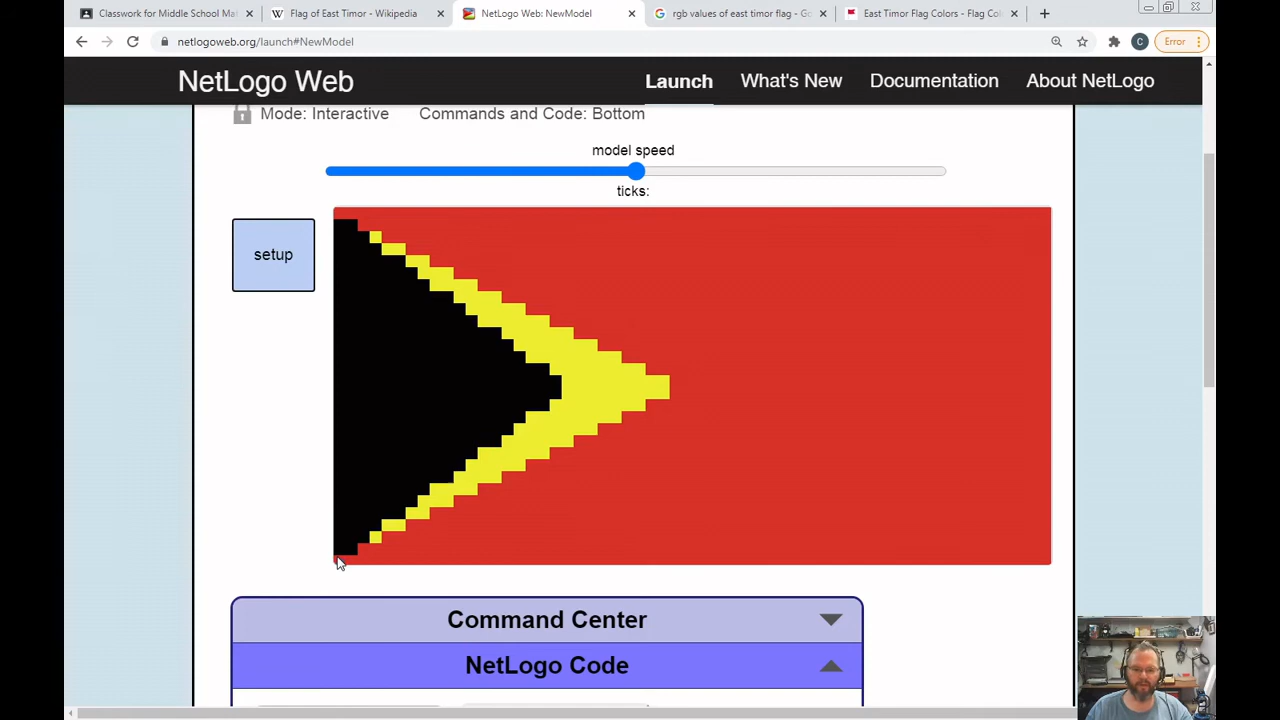 Classwork for Middle School Ma
Flag of East Timor - Wikipedia
NetLogo Web: NewModel
rgb values of east timor flag - Go
East Timor Flag Colors - Flag Col
netlogoweb.org/launch#NewModel
C
Error
NetLogo Web
Launch
What's New
Documentation
About NetLogo
Mode: Interactive
Commands and Code: Bottom
model speed
ticks:
setup
Command Center
NetLogo Code